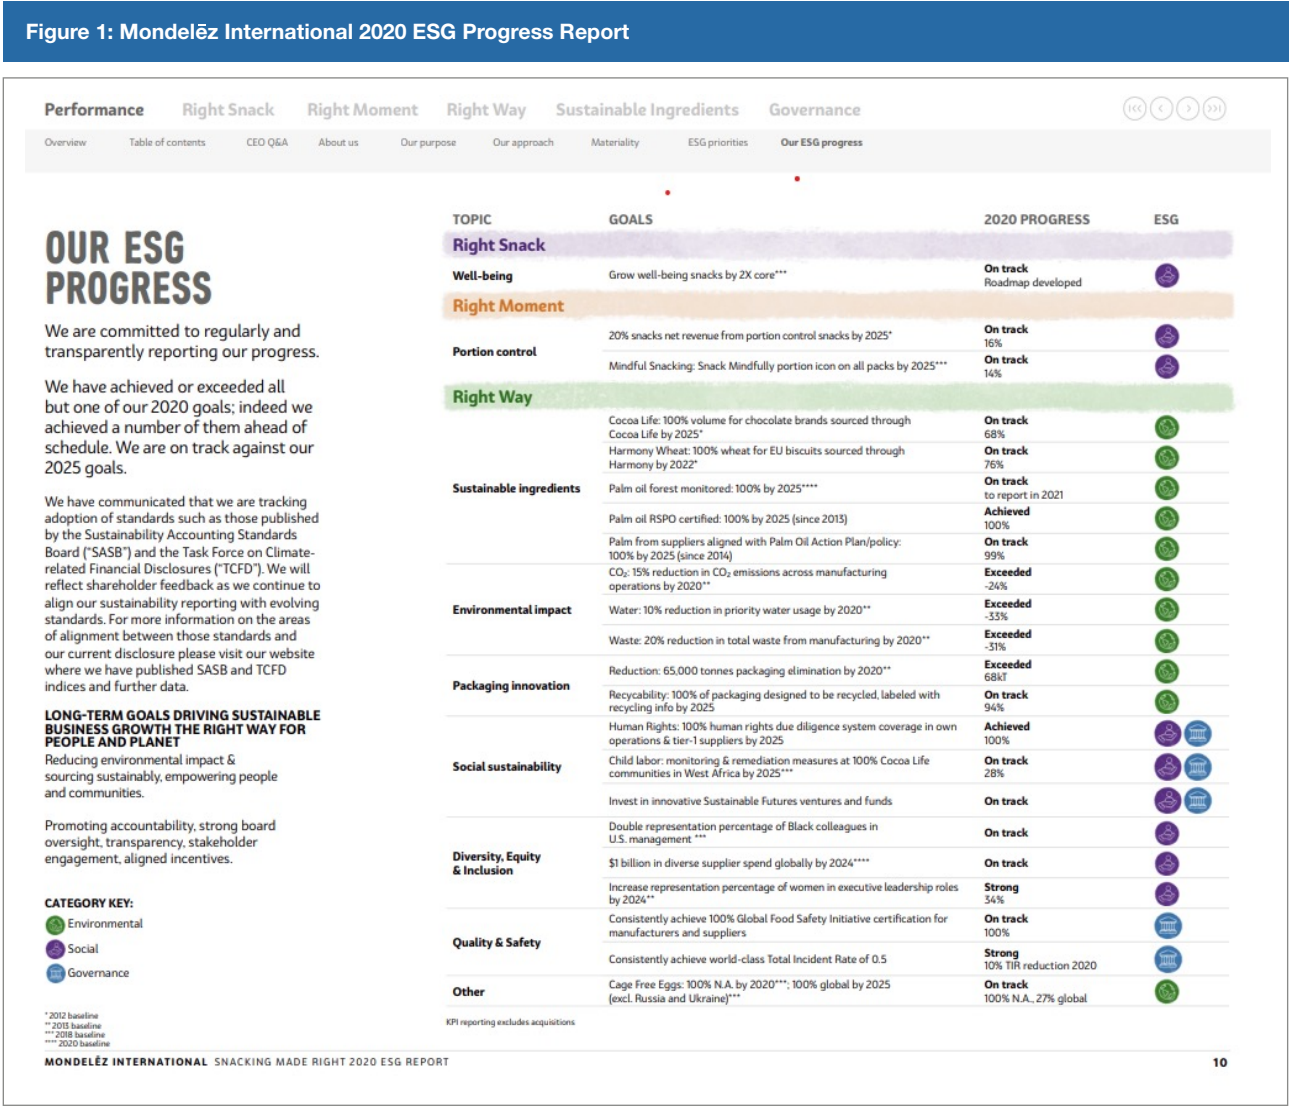 Figure 1: Mondelēz International 2020 ESG Progress Report
Performance Right Snack Right Moment Right Way Sustainable Ingredients Governance
Overview Table of contents CEO Q&A About us Our purpose Our approach Materiality ESG priorities Our ESG progress
OUR ESG
PROGRESS
We are committed to regularly and
transparently reporting our progress.
We have achieved or exceeded all
but one of our 2020 goals; indeed we
achieved a number of them ahead of
schedule. We are on track against our
2025 goals.
We have communicated that we are tracking
adoption of standards such as those published
by the Sustainability Accounting Standards
Board ("SASB") and the Task Force on Climate-
related Financial Disclosures ("TCFD"). We will
reflect shareholder feedback as we continue to
align our sustainability reporting with evolving
standards. For more information on the areas
of alignment between those standards and
our current disclosure please visit our website
where we have published SASB and TCFD
indices and further data.
LONG-TERM GOALS DRIVING SUSTAINABLE
BUSINESS GROWTH THE RIGHT WAY FOR
PEOPLE AND PLANET
Reducing environmental impact &
sourcing sustainably, empowering people
and communities.
Promoting accountability, strong board
oversight, transparency, stakeholder
engagement, aligned incentives.
CATEGORY KEY:
Environmental
Social
Governance
* 2012 baseline
** 2013 baseline
*** 2018 baseline
**** 2020 baseline
TOPIC GOALS 2020 PROGRESS ESG
Right Snack
Well-being
Grow well-being snacks by 2X core***
On track
Roadmap developed
Right Moment
Portion control
20% snacks net revenue from portion control snacks by 2025*
On track
16%
Mindful Snacking: Snack Mindfully portion icon on all packs by 2025***
On track
14%
Right Way
Sustainable ingredients
Cocoa Life: 100% volume for chocolate brands sourced through
Cocoa Life by 2025*
On track
68%
Harmony Wheat: 100% wheat for EU biscuits sourced through
Harmony by 2022*
On track
76%
Palm oil forest monitored: 100% by 2025****
On track
to report in 2021
Palm oil RSPO certified: 100% by 2025 (since 2013)
Achieved
100%
Palm from suppliers aligned with Palm Oil Action Plan/policy:
100% by 2025 (since 2014)
On track
99%
Environmental impact
CO₂: 15% reduction in CO₂ emissions across manufacturing
operations by 2020**
Exceeded
-24%
Water: 10% reduction in priority water usage by 2020**
Exceeded
-33%
Waste: 20% reduction in total waste from manufacturing by 2020**
Exceeded
-31%
Packaging innovation
Reduction: 65,000 tonnes packaging elimination by 2020**
Exceeded
68kT
Recycability: 100% of packaging designed to be recycled, labeled with
recycling info by 2025
On track
94%
Social sustainability
Human Rights: 100% human rights due diligence system coverage in own
operations & tier-1 suppliers by 2025
Achieved
100%
Child labor: monitoring & remediation measures at 100% Cocoa Life
communities in West Africa by 2025***
On track
28%
Invest in innovative Sustainable Futures ventures and funds
On track
Diversity, Equity
& Inclusion
Double representation percentage of Black colleagues in
U.S. management ***
On track
$1 billion in diverse supplier spend globally by 2024****
On track
Increase representation percentage of women in executive leadership roles
by 2024**
Strong
34%
Quality & Safety
Consistently achieve 100% Global Food Safety Initiative certification for
manufacturers and suppliers
On track
100%
Consistently achieve world-class Total Incident Rate of 0.5
Strong
10% TIR reduction 2020
Other
Cage Free Eggs: 100% N.A. by 2020***; 100% global by 2025
(excl. Russia and Ukraine)***
On track
100% N.A., 27% global
KPI reporting excludes acquisitions
MONDELĒZ INTERNATIONAL SNACKING MADE RIGHT 2020 ESG REPORT 10